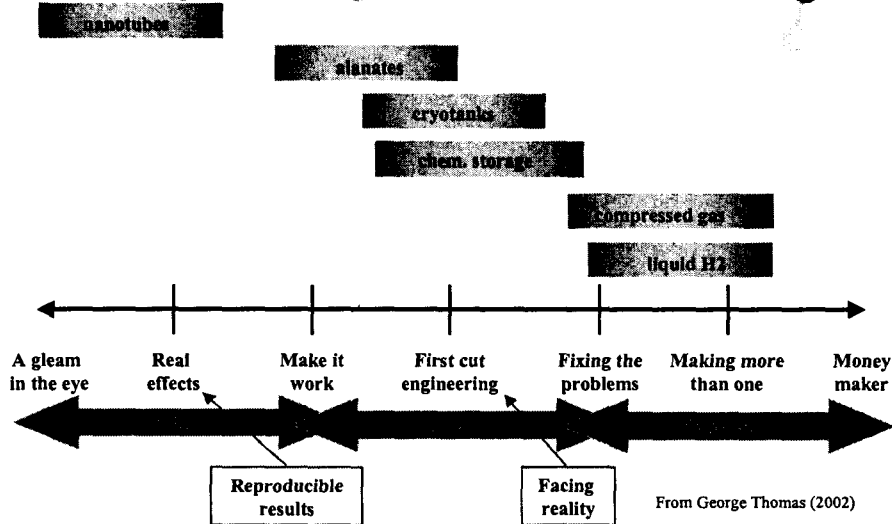 nanotubes
alanates
cryotanks
chem. storage
compressed gas
liquid H2
A gleam
in the eye
Real
effects
Make it
work
First cut
engineering
Fixing the
problems
Making more
than one
Money
maker
Reproducible
results
Facing
reality
From George Thomas (2002)